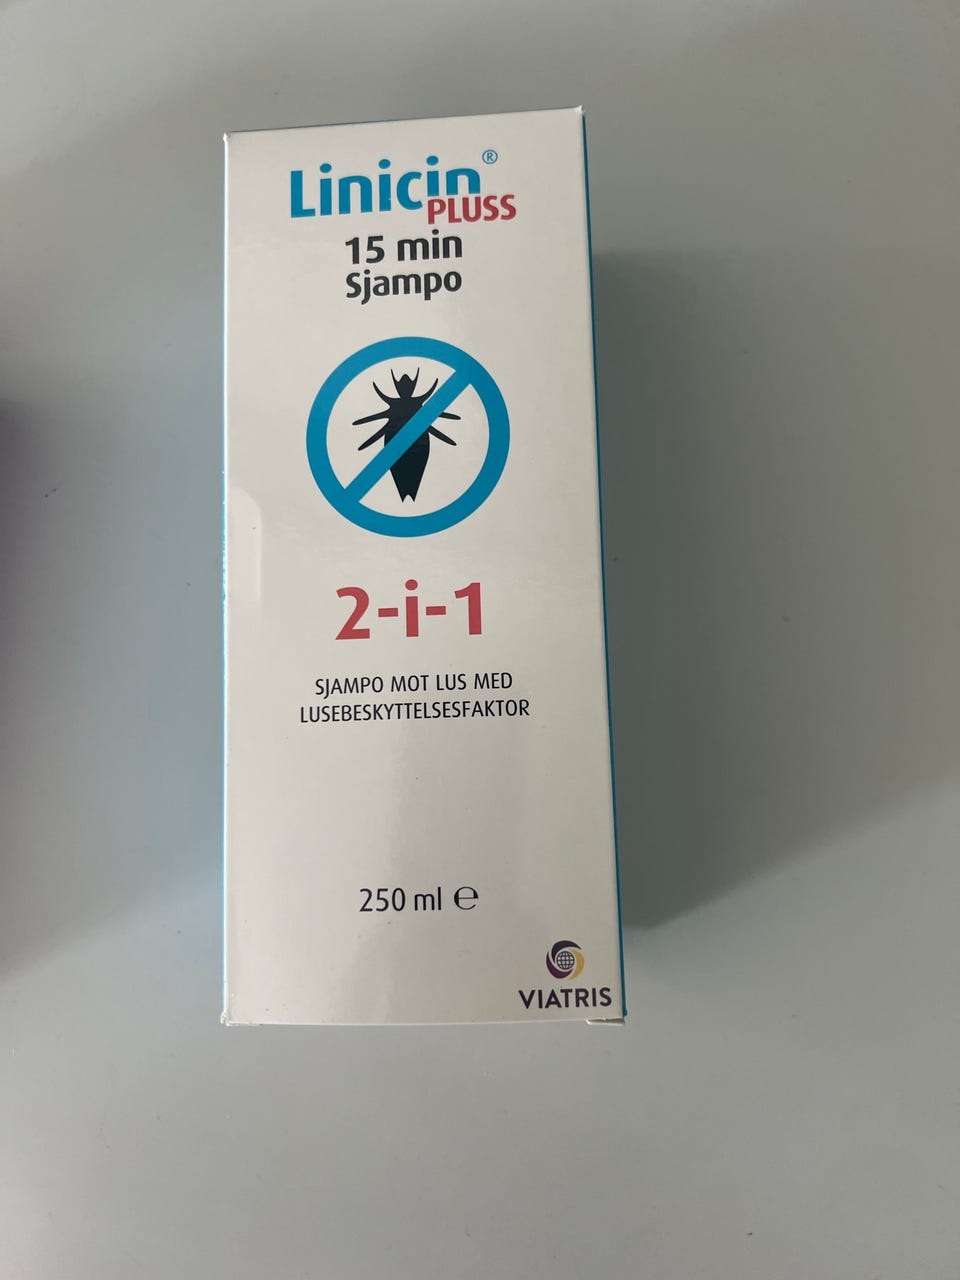 Linicin®
PLUSS
15 min
Sjampo
2-i-1
SJAMPO MOT LUS MED
LUSEBESKYTTELSESFAKTOR
250 ml ℮
VIATRIS